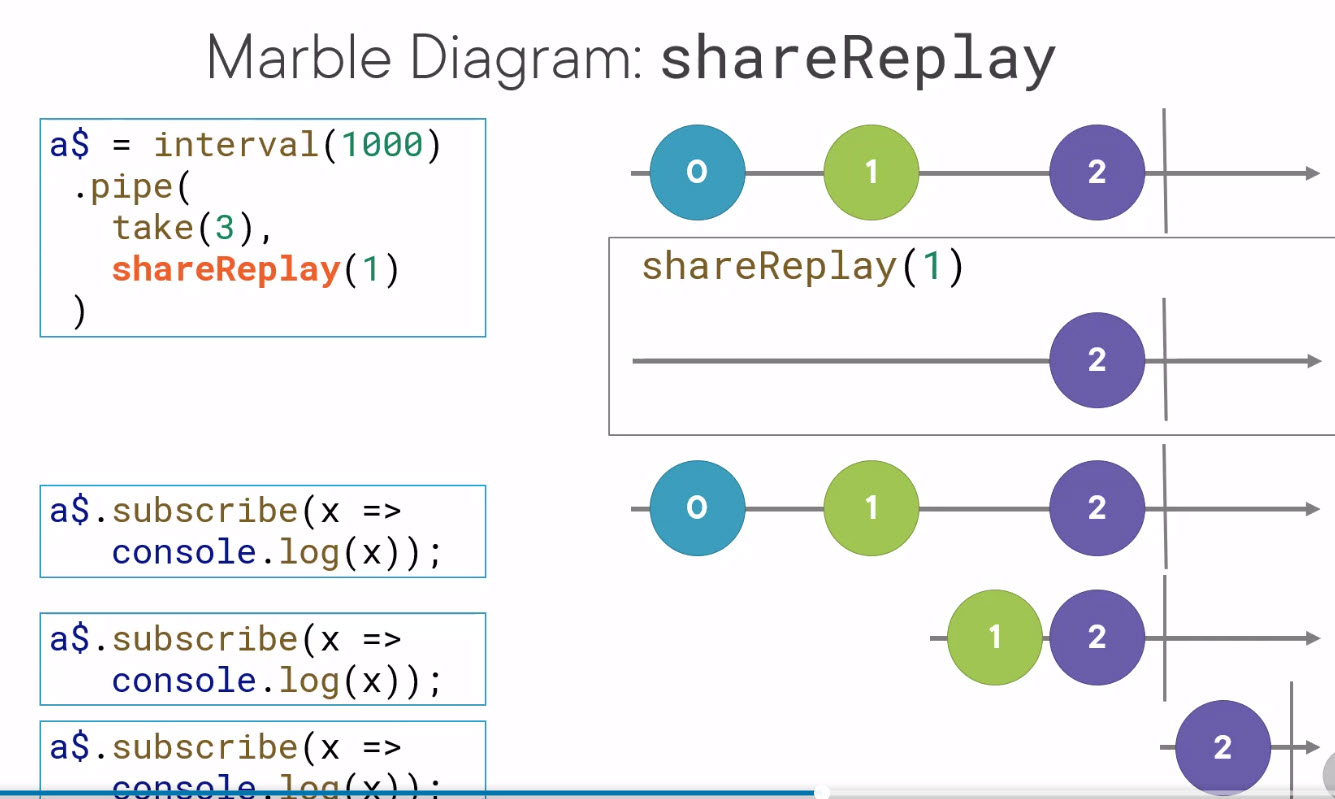 Marble Diagram: shareReplay
a$ = interval(1000)
.pipe(
take(3),
shareReplay(1)
)
0 1 2
shareReplay(1)
2
a$.subscribe(x =>
console.log(x));
0 1 2
a$.subscribe(x =>
console.log(x));
1 2
a$.subscribe(x =>
console.log(x));
2